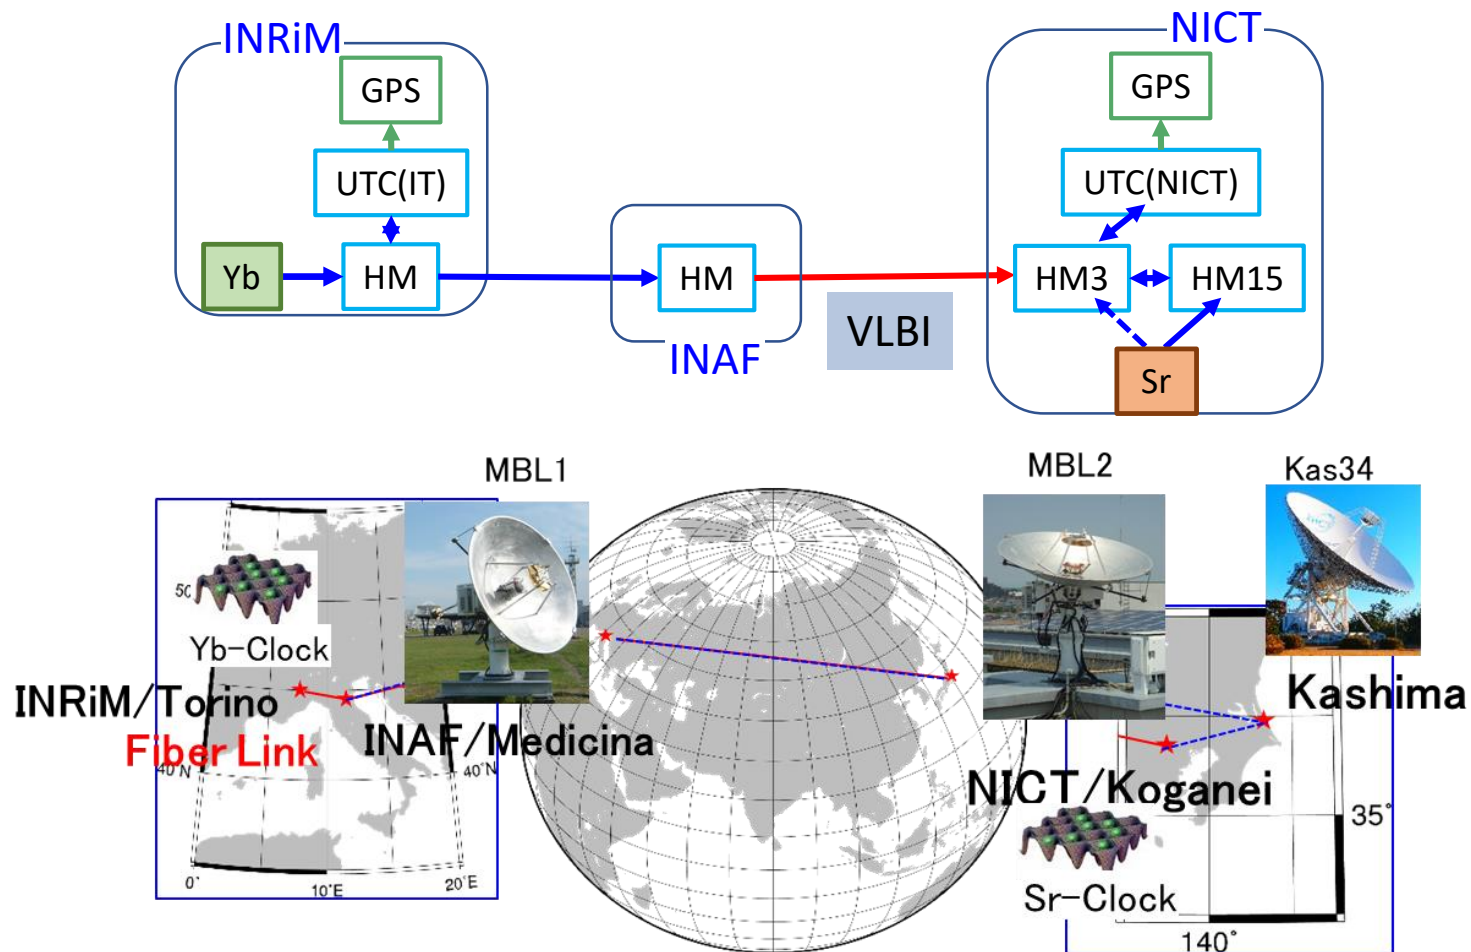 INRiM
NICT
GPS
GPS
UTC(IT)
UTC(NICT)
Yb
HM
HM
HM3
HM15
VLBI
INAF
Sr
MBL1
MBL2
Kas34
50
Yb-Clock
INRiM/Torino
Fiber Link
INAF/Medicina
Kashima
40°N
40°N
NICT/Koganei
35°
0°
10°E
20°E
Sr-Clock
140°